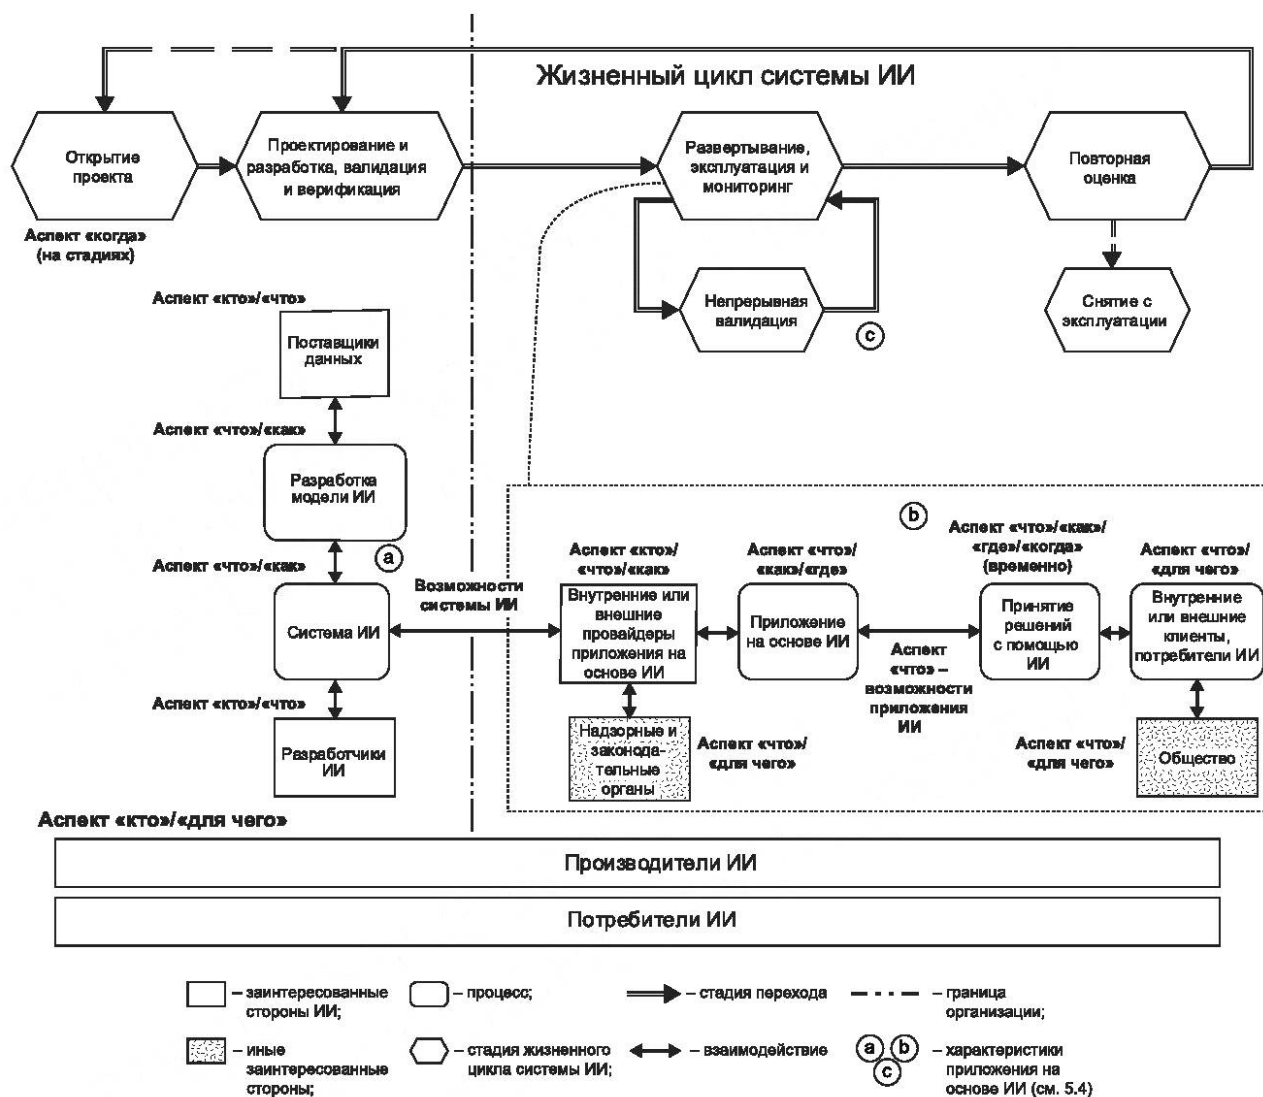 Жизненный цикл системы ИИ
Открытие
проекта
Проектирование и
разработка, валидация
и верификация
Развертывание,
эксплуатация и
мониторинг
Повторная
оценка
Аспект «когда»
(на стадиях)
Непрерывная
валидация
c
Снятие с
эксплуатации
Аспект «кто»/«что»
Поставщики
данных
Аспект «что»/«как»
Разработка
модели ИИ
a
Аспект «что»/«как»
Система ИИ
Возможности
системы ИИ
Аспект «кто»/«что»
Разработчики
ИИ
b
Аспект «кто»/
«что»/«как»
Внутренние или
внешние
провайдеры
приложения на
основе ИИ
Аспект «что»/
«как»/«где»
Приложение
на основе ИИ
Аспект
«что» –
возможности
приложения
ИИ
Аспект «что»/«как»/
«где»/«когда»
(временно)
Принятие
решений
с помощью
ИИ
Аспект «что»/
«для чего»
Внутренние
или внешние
клиенты,
потребители ИИ
Надзорные и
законода-
тельные
органы
Аспект «что»/
«для чего»
Аспект «что»/
«для чего»
Общество
Аспект «кто»/«для чего»
Производители ИИ
Потребители ИИ
– заинтересованные
стороны ИИ;
– процесс;
– стадия перехода
– граница
организации;
– иные
заинтересованные
стороны;
– стадия жизненного
цикла системы ИИ;
– взаимодействие
a b
c
– характеристики
приложения на
основе ИИ (см. 5.4)